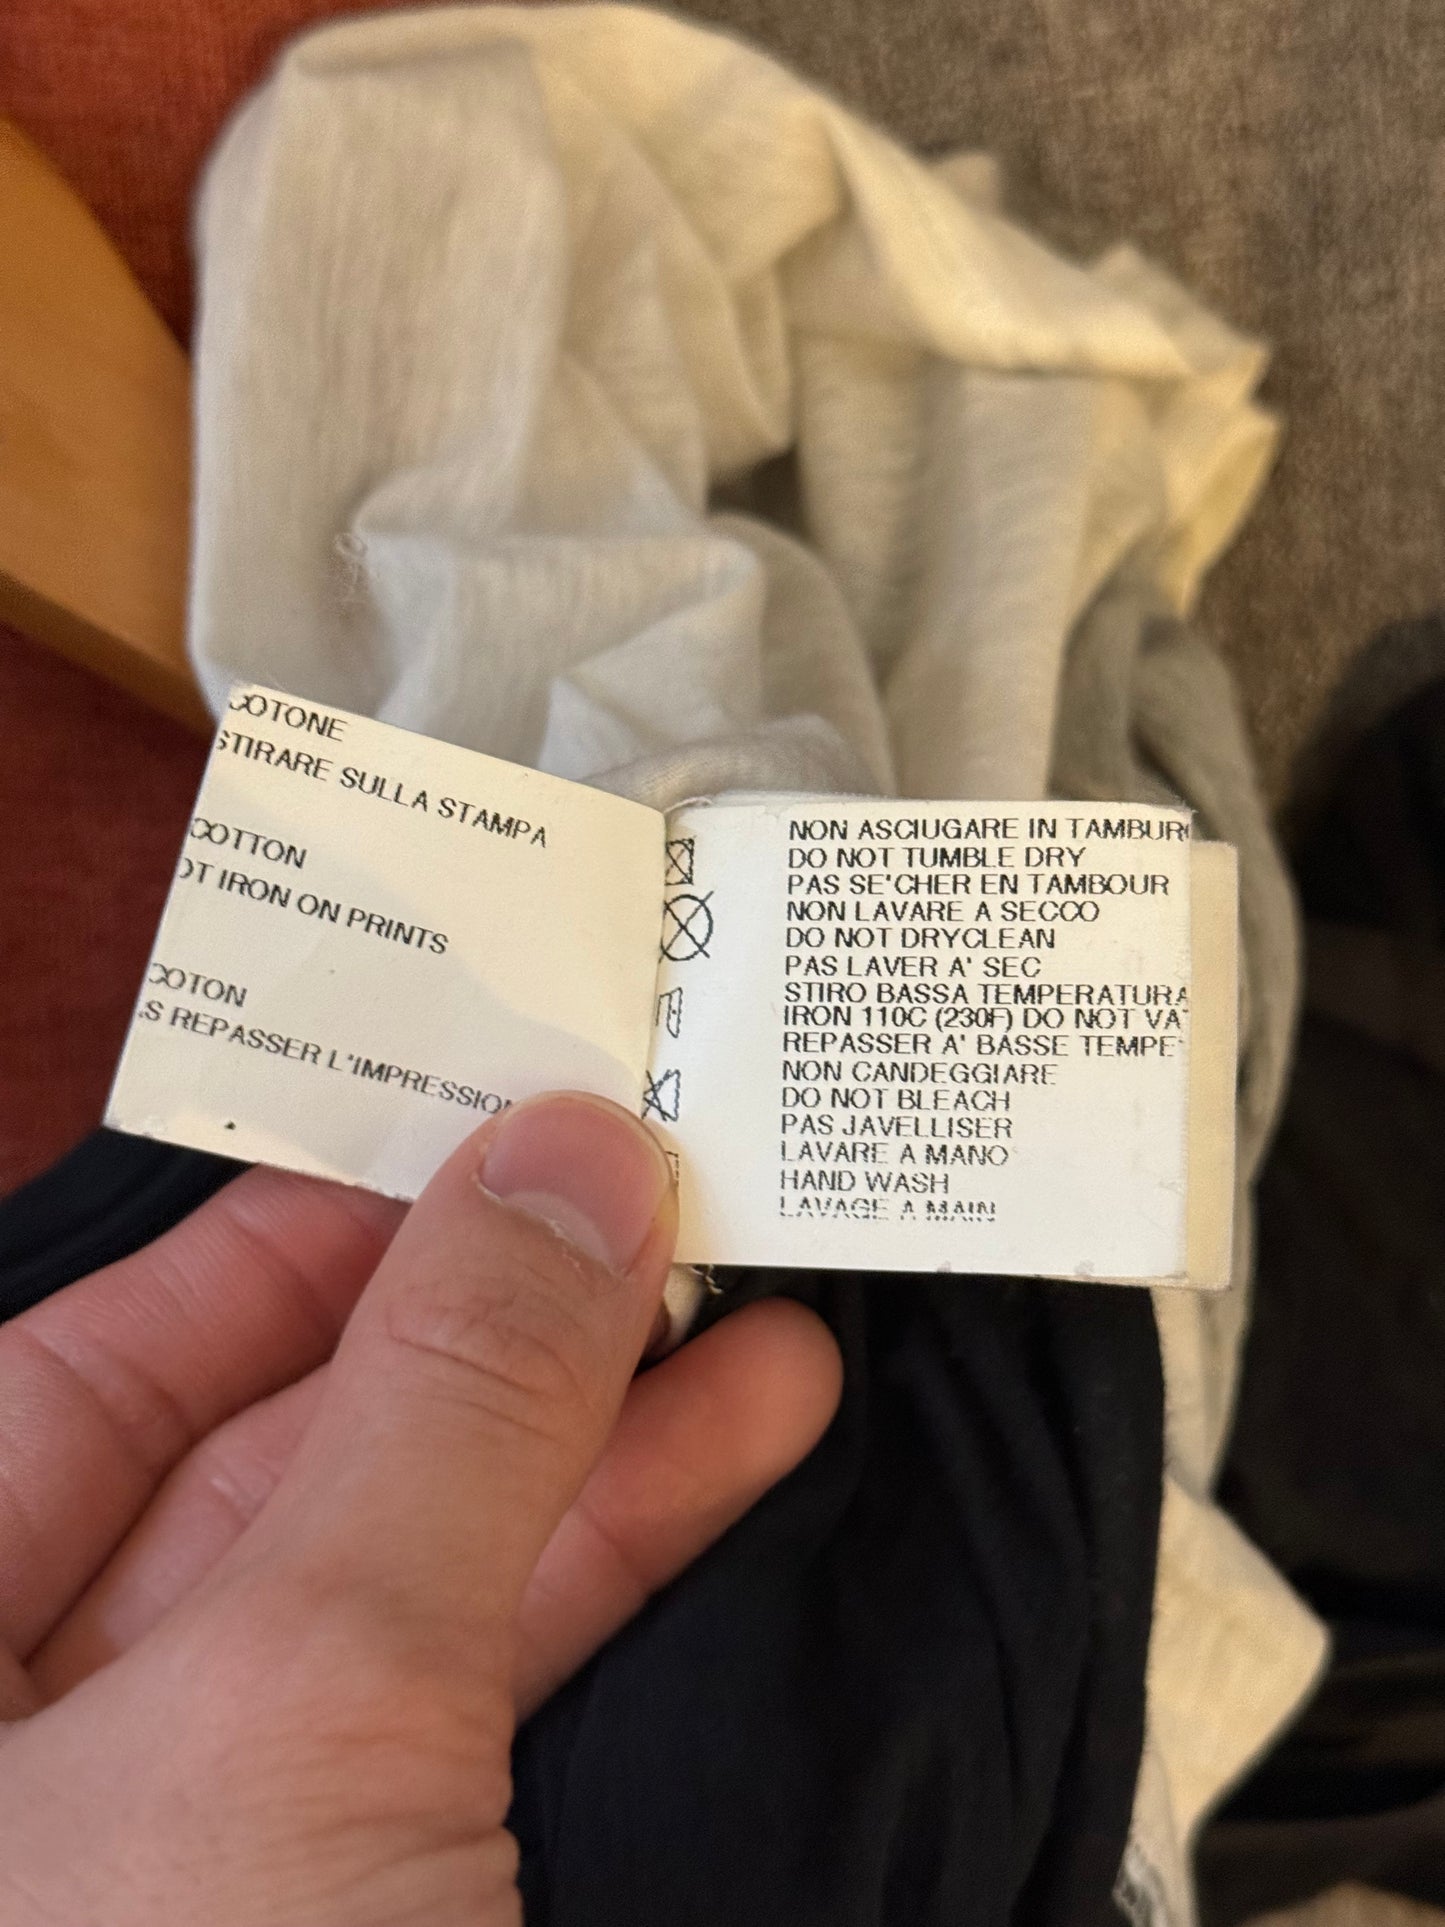 COTONE
STIRARE SULLA STAMPA
COTTON
OT IRON ON PRINTS
COTON
S REPASSER L'IMPRESSION
NON ASCIUGARE IN TAMBUR
DO NOT TUMBLE DRY
PAS SE'CHER EN TAMBOUR
NON LAVARE A SECCO
DO NOT DRYCLEAN
PAS LAVER A' SEC
STIRO BASSA TEMPERATURA
IRON 110C (230F) DO NOT VA
REPASSER A' BASSE TEMPE
NON CANDEGGIARE
DO NOT BLEACH
PAS JAVELLISER
LAVARE A MANO
HAND WASH
LAVAGE A MAIN